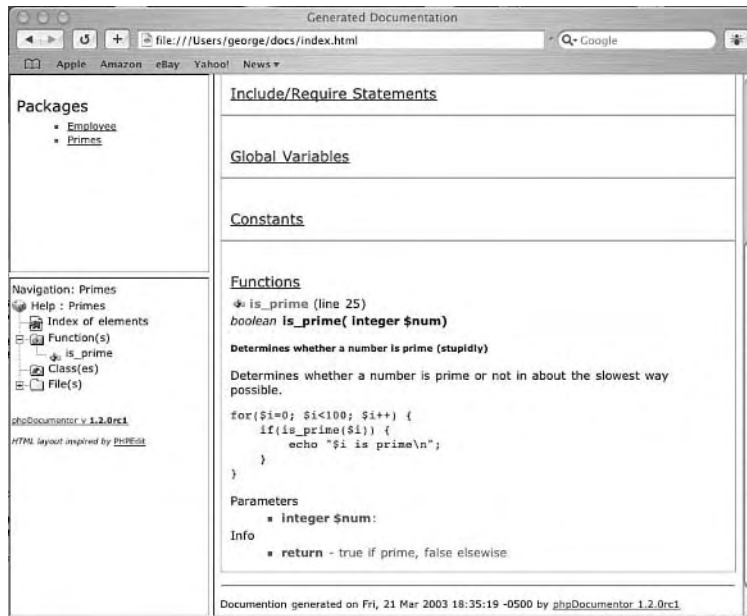 Generated Documentation
file:///Users/george/docs/index.html
Google
Apple Amazon eBay Yahoo! News
Packages
Employee
Primes
Navigation: Primes
Help : Primes
Index of elements
Function(s)
is_prime
Class(es)
File(s)
phpDocumentor v 1.2.0rc1
HTML layout inspired by PHPEdit
Include/Require Statements
Global Variables
Constants
Functions
is_prime (line 25)
boolean is_prime( integer $num)
Determines whether a number is prime (stupidly)
Determines whether a number is prime or not in about the slowest way
possible.
for($i=0; $i<100; $i++) {
if(is_prime($i)) {
echo "$i is prime\n";
}
}
Parameters
integer $num:
Info
return - true if prime, false elsewise
Documention generated on Fri, 21 Mar 2003 18:35:19 -0500 by phpDocumentor 1.2.0rc1